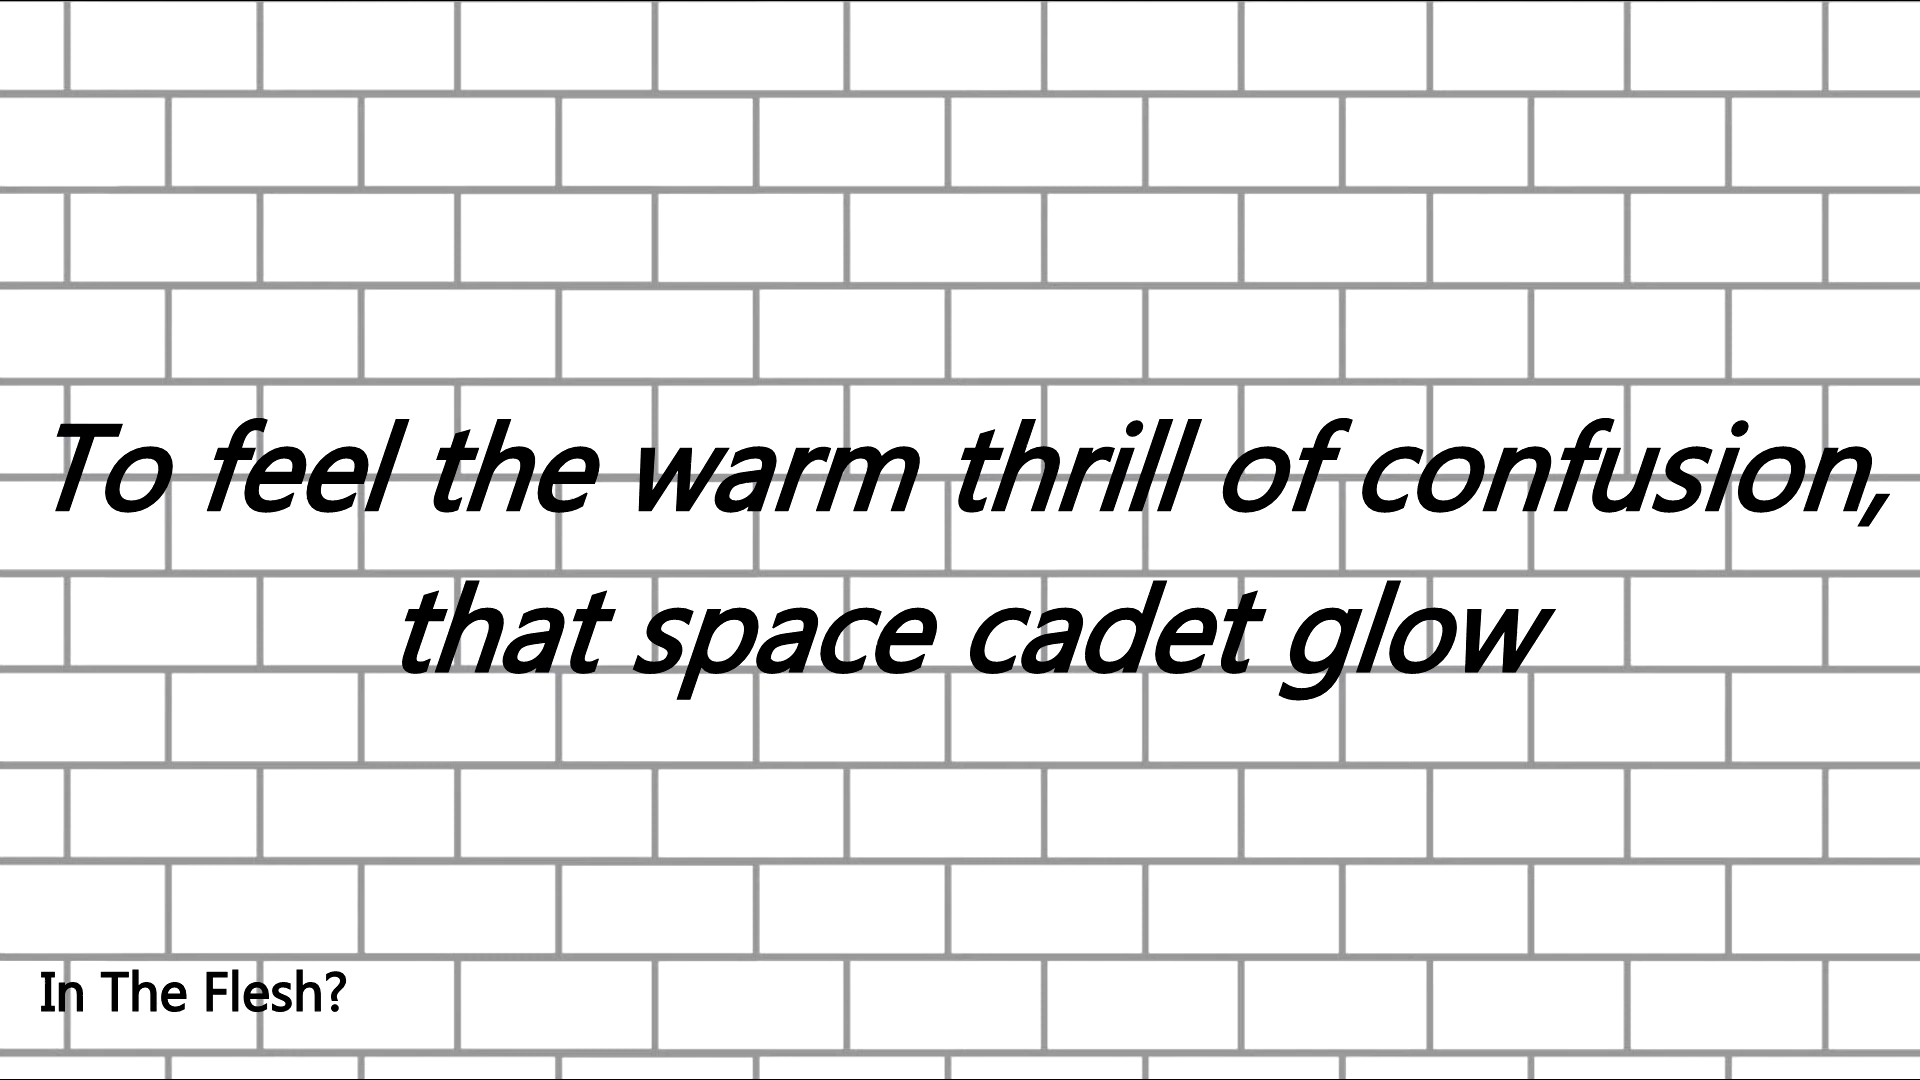 To feel the warm thrill of confusion,
that space cadet glow
In The Flesh?